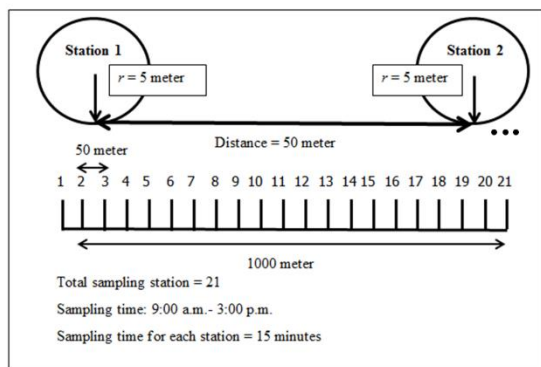 Station 1
Station 2
r = 5 meter
r = 5 meter
Distance = 50 meter
50 meter
1 2 3 4 5 6 7 8 9 10 11 12 13 14 15 16 17 18 19 20 21
1000 meter
Total sampling station = 21
Sampling time: 9:00 a.m.- 3:00 p.m.
Sampling time for each station = 15 minutes